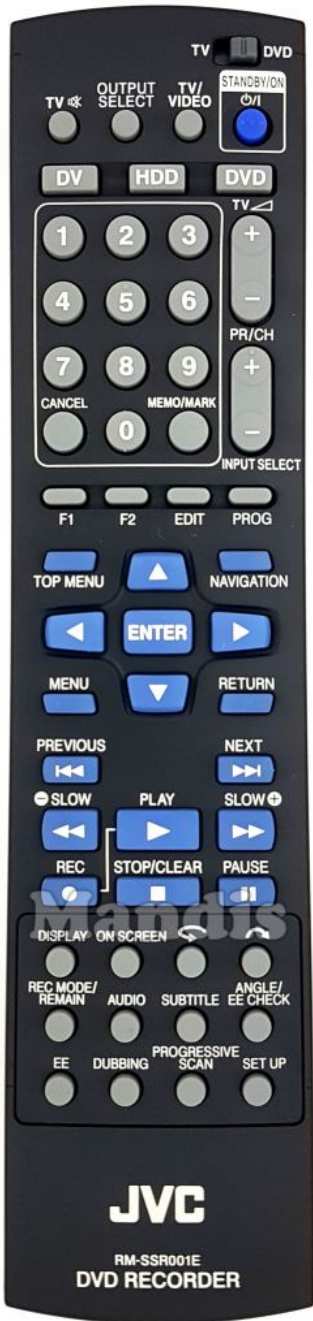 TV DVD
STANDBY/ON
TV OUTPUT SELECT TV/VIDEO ⏻/I
DV HDD DVD
TV
1 2 3 +
4 5 6 −
PR/CH
7 8 9 +
CANCEL MEMO/MARK
0 −
INPUT SELECT
F1 F2 EDIT PROG
TOP MENU NAVIGATION
ENTER
MENU RETURN
PREVIOUS NEXT
SLOW PLAY SLOW
REC STOP/CLEAR PAUSE
Mandis
DISPLAY ON SCREEN
REC MODE/REMAIN AUDIO SUBTITLE ANGLE/EE CHECK
EE DUBBING PROGRESSIVE SCAN SET UP
JVC
RM-SSR001E
DVD RECORDER